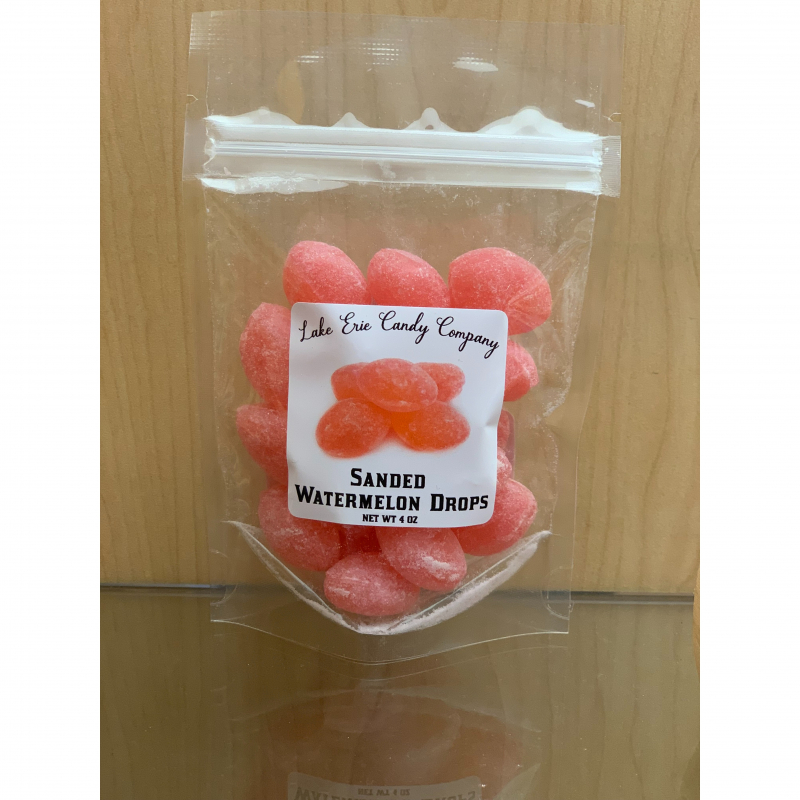 Lake Erie Candy Company
SANDED
WATERMELON DROPS
NET WT 4 OZ